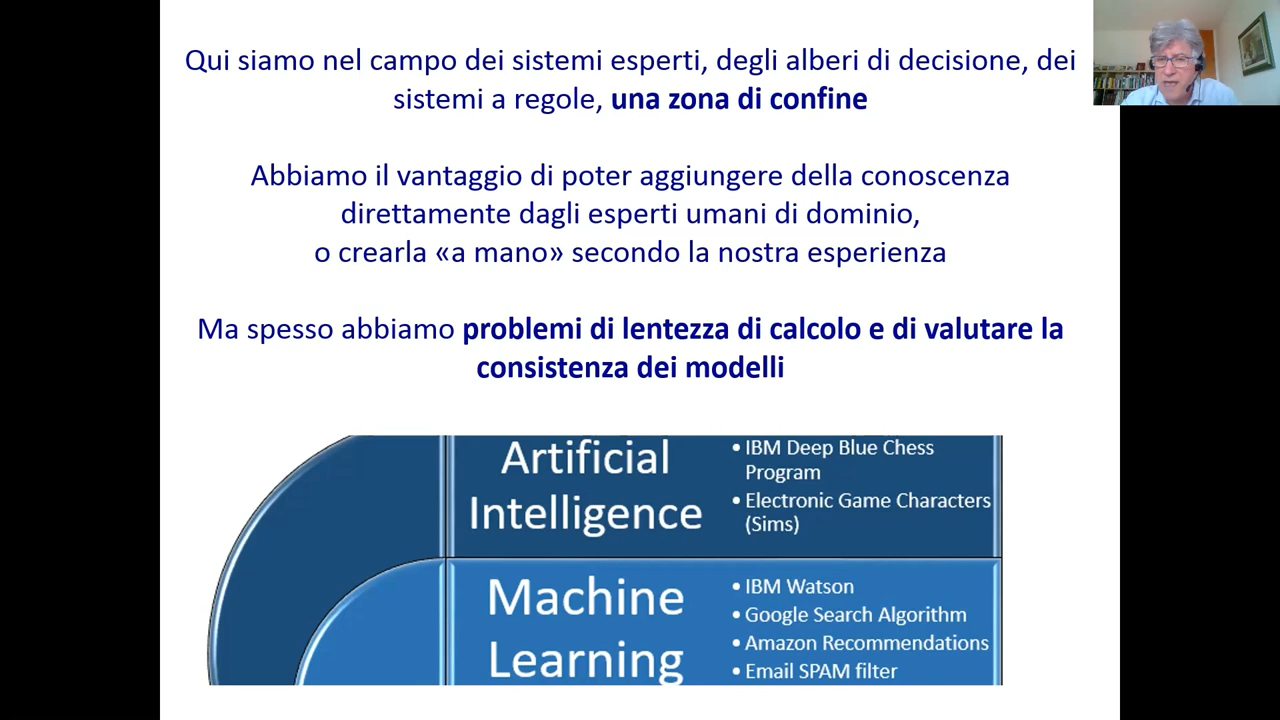 Qui siamo nel campo dei sistemi esperti, degli alberi di decisione, dei
sistemi a regole, una zona di confine
Abbiamo il vantaggio di poter aggiungere della conoscenza
direttamente dagli esperti umani di dominio,
o crearla «a mano» secondo la nostra esperienza
Ma spesso abbiamo problemi di lentezza di calcolo e di valutare la
consistenza dei modelli
Artificial
Intelligence
• IBM Deep Blue Chess
Program
• Electronic Game Characters
(Sims)
Machine
Learning
• IBM Watson
• Google Search Algorithm
• Amazon Recommendations
• Email SPAM filter